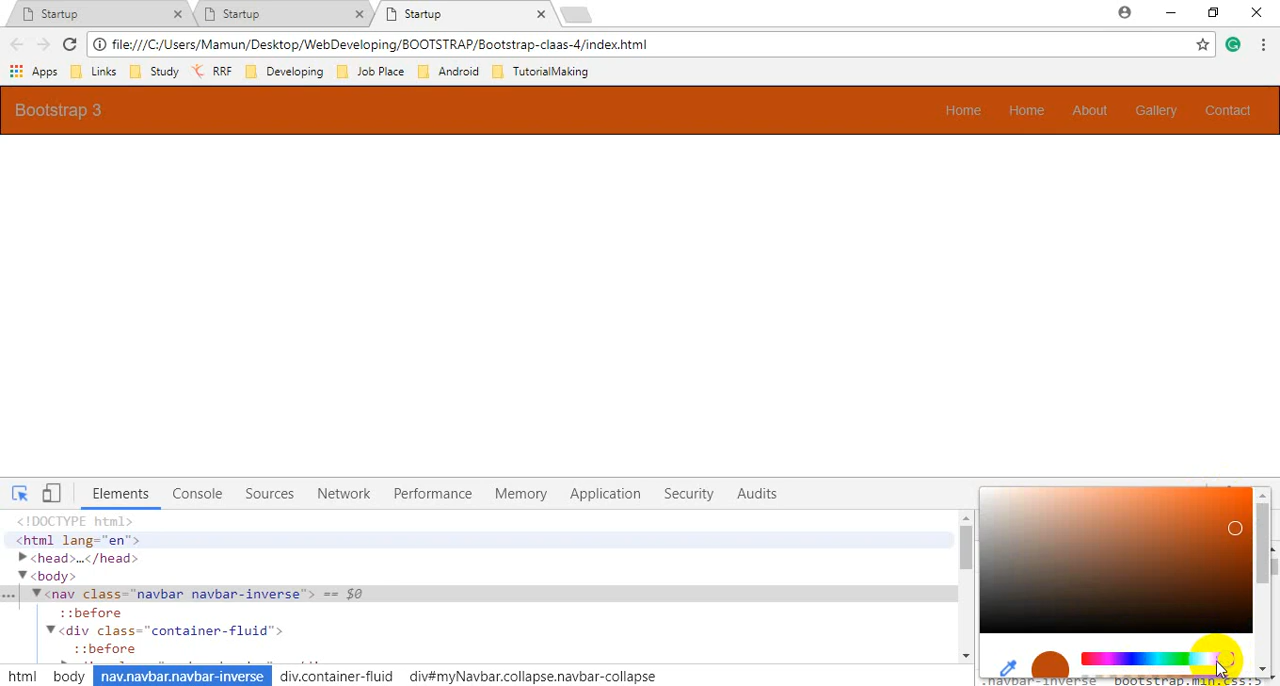 Startup Startup Startup
file:///C:/Users/Mamun/Desktop/WebDeveloping/BOOTSTRAP/Bootstrap-claas-4/index.html
Apps Links Study RRF Developing Job Place Android TutorialMaking
Bootstrap 3 Home Home About Gallery Contact
Elements Console Sources Network Performance Memory Application Security Audits
<!DOCTYPE html>
<html lang="en">
<head>…</head>
<body>
… <nav class="navbar navbar-inverse"> == $0
::before
<div class="container-fluid">
::before
html body nav.navbar.navbar-inverse div.container-fluid div#myNavbar.collapse.navbar-collapse
.navbar-inverse bootstrap.min.css:5